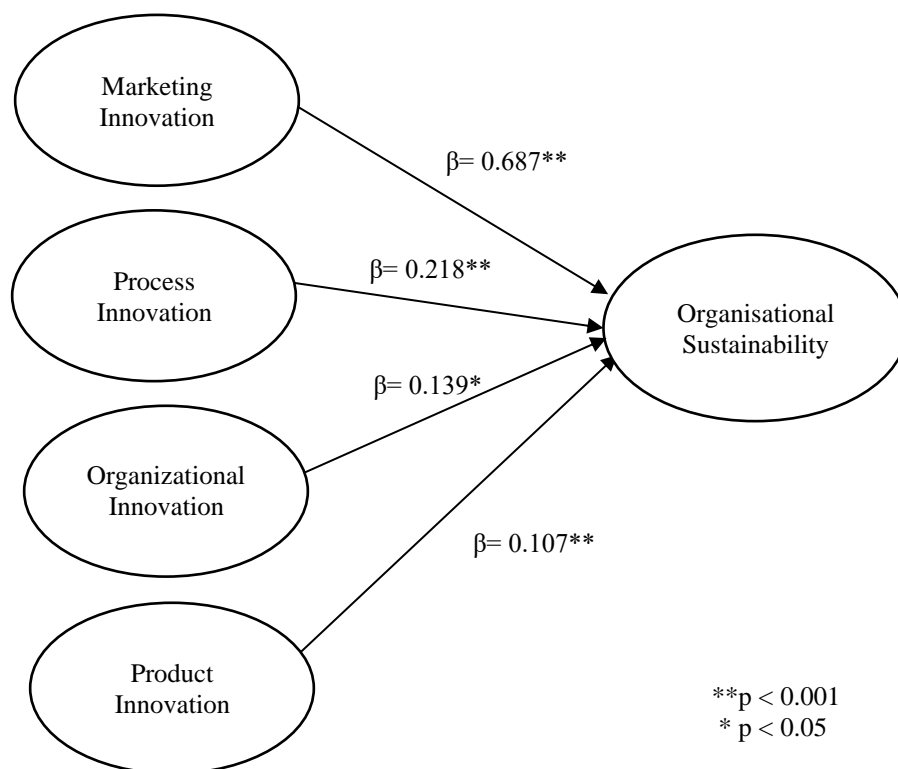 Marketing
Innovation
β= 0.687**
Process
Innovation
β= 0.218**
Organisational
Sustainability
β= 0.139*
Organizational
Innovation
β= 0.107**
Product
Innovation
**p < 0.001
* p < 0.05